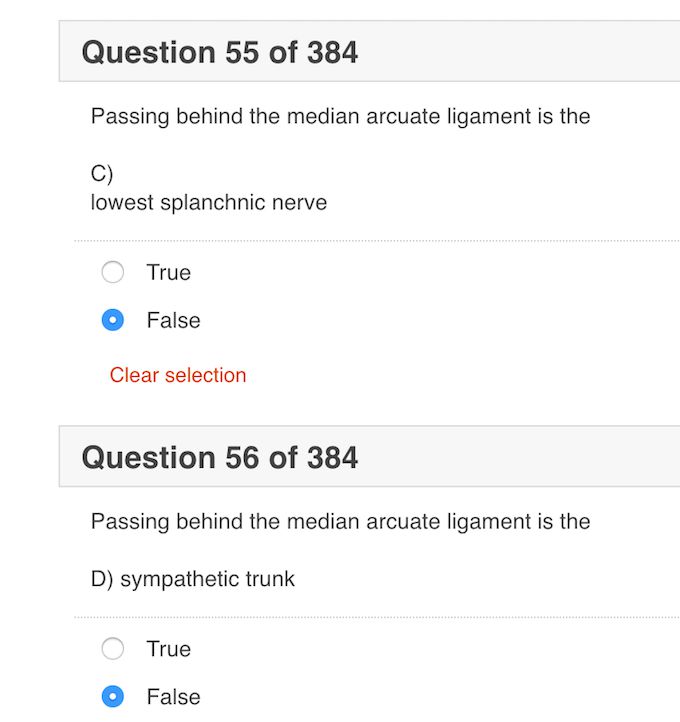 Question 55 of 384
Passing behind the median arcuate ligament is the
C)
lowest splanchnic nerve
True
False
Clear selection
Question 56 of 384
Passing behind the median arcuate ligament is the
D) sympathetic trunk
True
False